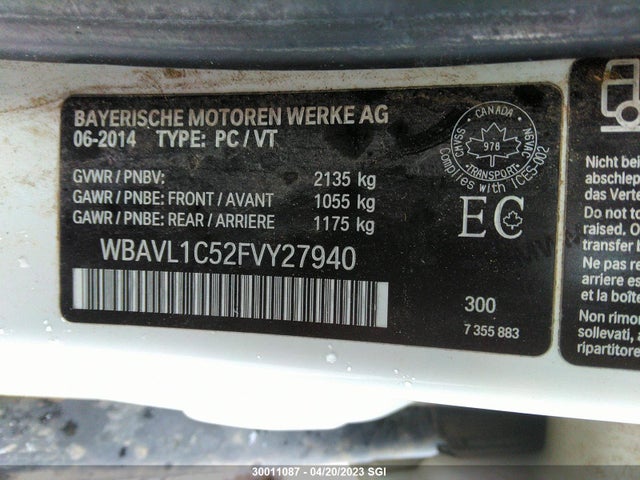 BAYERISCHE MOTOREN WERKE AG
06-2014 TYPE: PC / VT
GVWR / PNBV: 2135 kg
GAWR / PNBE: FRONT / AVANT 1055 kg
GAWR / PNBE: REAR / ARRIERE 1175 kg
WBAVL1C52FVY27940
CANADA
CMVSS
NSVAC
978
TRANSPORT
Complies with ICES-002
EC
300
7 355 883
Nicht bei
abschlep
das Verte
Do not to
raised. O
transfer b
Ne pas re
arriere es
et la boît
Non rimo
sollevati, a
ripartitore
30011087 - 04/20/2023 SGI